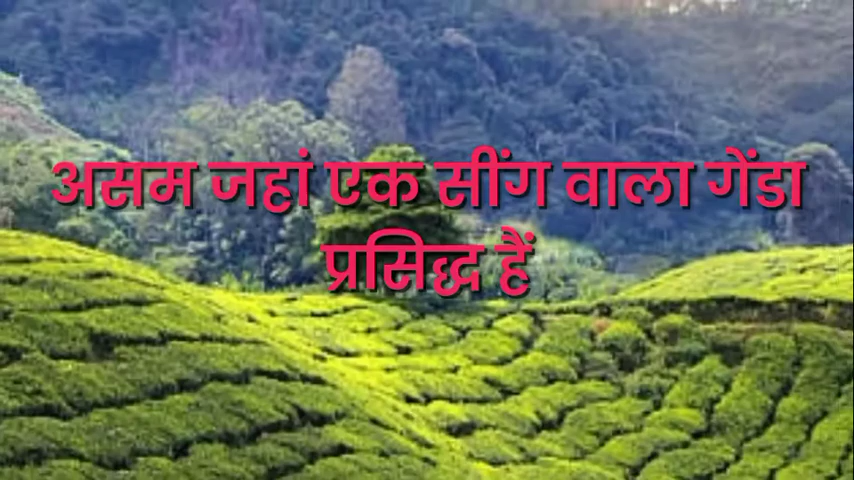 असम जहां एक सींग वाला गेंडा
प्रसिद्ध हैं